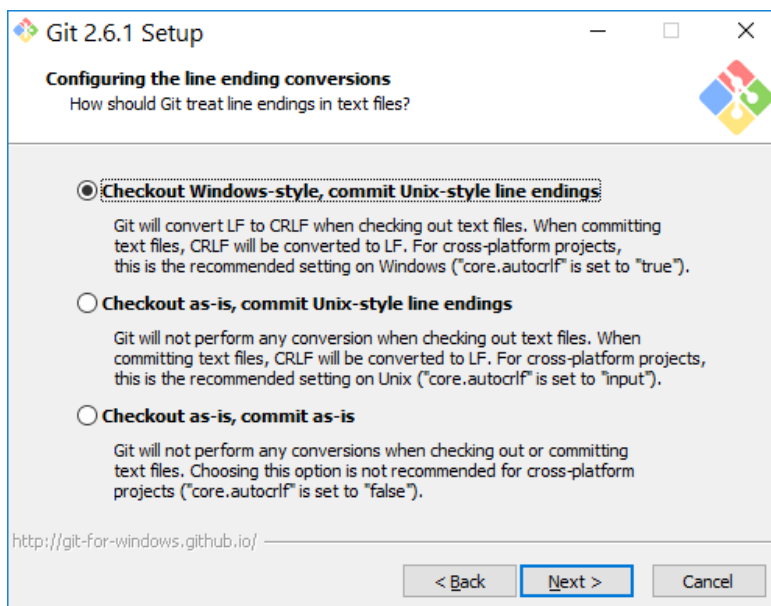 Git 2.6.1 Setup
Configuring the line ending conversions
How should Git treat line endings in text files?
Checkout Windows-style, commit Unix-style line endings
Git will convert LF to CRLF when checking out text files. When committing
text files, CRLF will be converted to LF. For cross-platform projects,
this is the recommended setting on Windows ("core.autocrlf" is set to "true").
Checkout as-is, commit Unix-style line endings
Git will not perform any conversion when checking out text files. When
committing text files, CRLF will be converted to LF. For cross-platform projects,
this is the recommended setting on Unix ("core.autocrlf" is set to "input").
Checkout as-is, commit as-is
Git will not perform any conversions when checking out or committing
text files. Choosing this option is not recommended for cross-platform
projects ("core.autocrlf" is set to "false").
http://git-for-windows.github.io/
< Back Next > Cancel